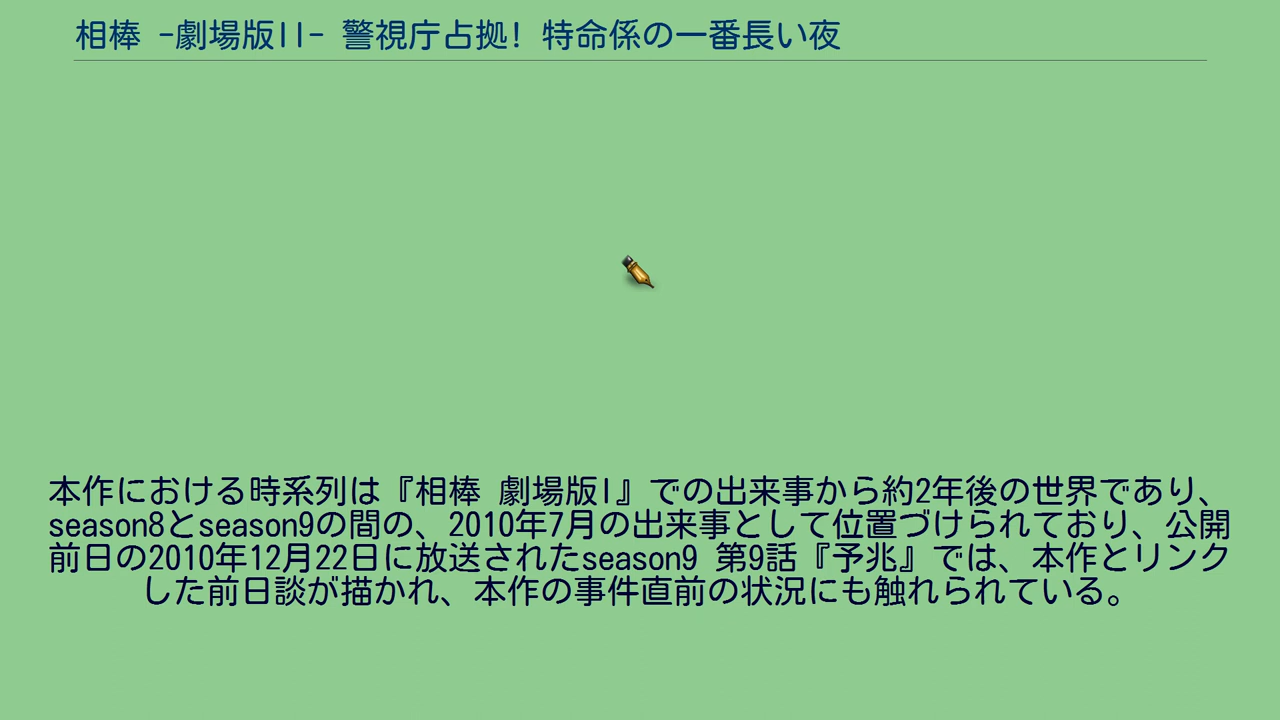 相棒 -劇場版II- 警視庁占拠! 特命係の一番長い夜
本作における時系列は『相棒 劇場版I』での出来事から約2年後の世界であり、
season8とseason9の間の、2010年7月の出来事として位置づけられており、公開
前日の2010年12月22日に放送されたseason9 第9話『予兆』では、本作とリンク
した前日談が描かれ、本作の事件直前の状況にも触れられている。